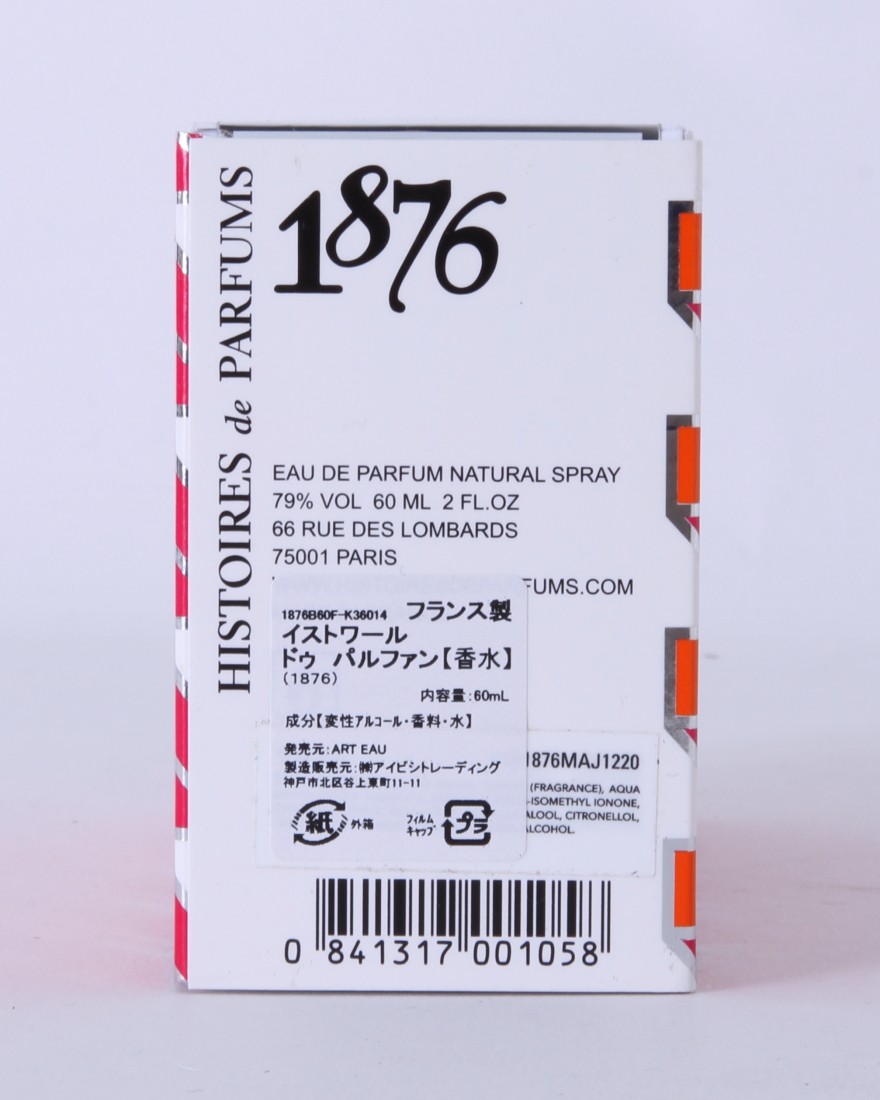 HISTOIRES de PARFUMS
1876
EAU DE PARFUM NATURAL SPRAY
79% VOL 60 ML 2 FL.OZ
66 RUE DES LOMBARDS
75001 PARIS
FUMS.COM
1876B60F-K36014 フランス製
イストワール
ドゥ パルファン【香水】
(1876)
内容量:60mL
成分【変性アルコール・香料・水】
発売元:ART EAU
製造販売元:㈱アイビシトレーディング
神戸市北区谷上東町11-11
紙 外箱 フィルム キャップ プラ
1876MAJ1220
(FRAGRANCE), AQUA
-ISOMETHYL IONONE,
ALOOL, CITRONELLOL,
ALCOHOL.
0 841317 001058